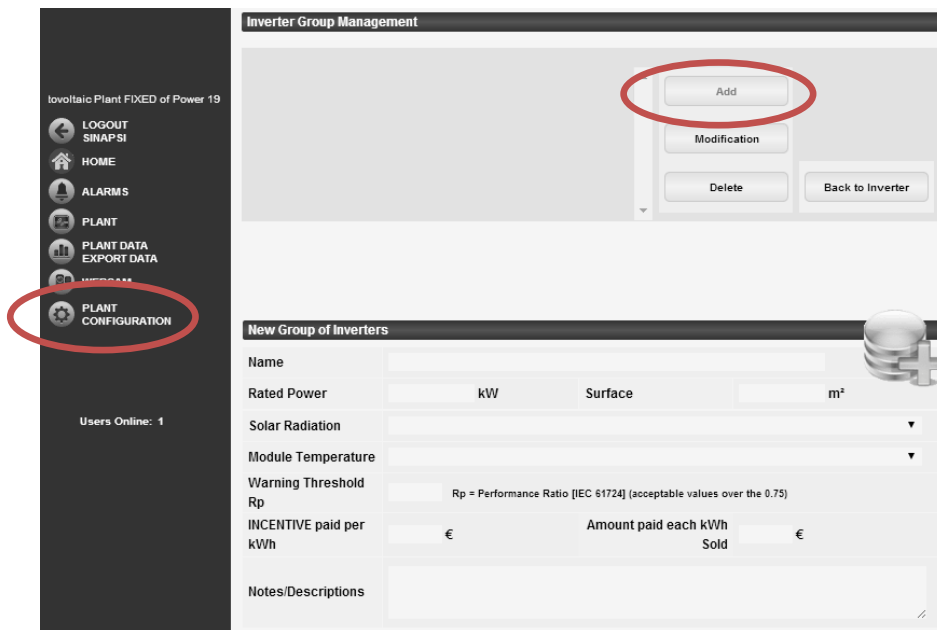 Inverter Group Management
tovoltaic Plant FIXED of Power 19
LOGOUT
SINAPSI
HOME
ALARMS
PLANT
PLANT DATA
EXPORT DATA
WEBCAM
PLANT
CONFIGURATION
Users Online: 1
Add
Modification
Delete
Back to Inverter
New Group of Inverters
Name
Rated Power kW Surface m²
Solar Radiation
Module Temperature
Warning Threshold
Rp
Rp = Performance Ratio [IEC 61724] (acceptable values over the 0.75)
INCENTIVE paid per
kWh
€
Amount paid each kWh
Sold
€
Notes/Descriptions